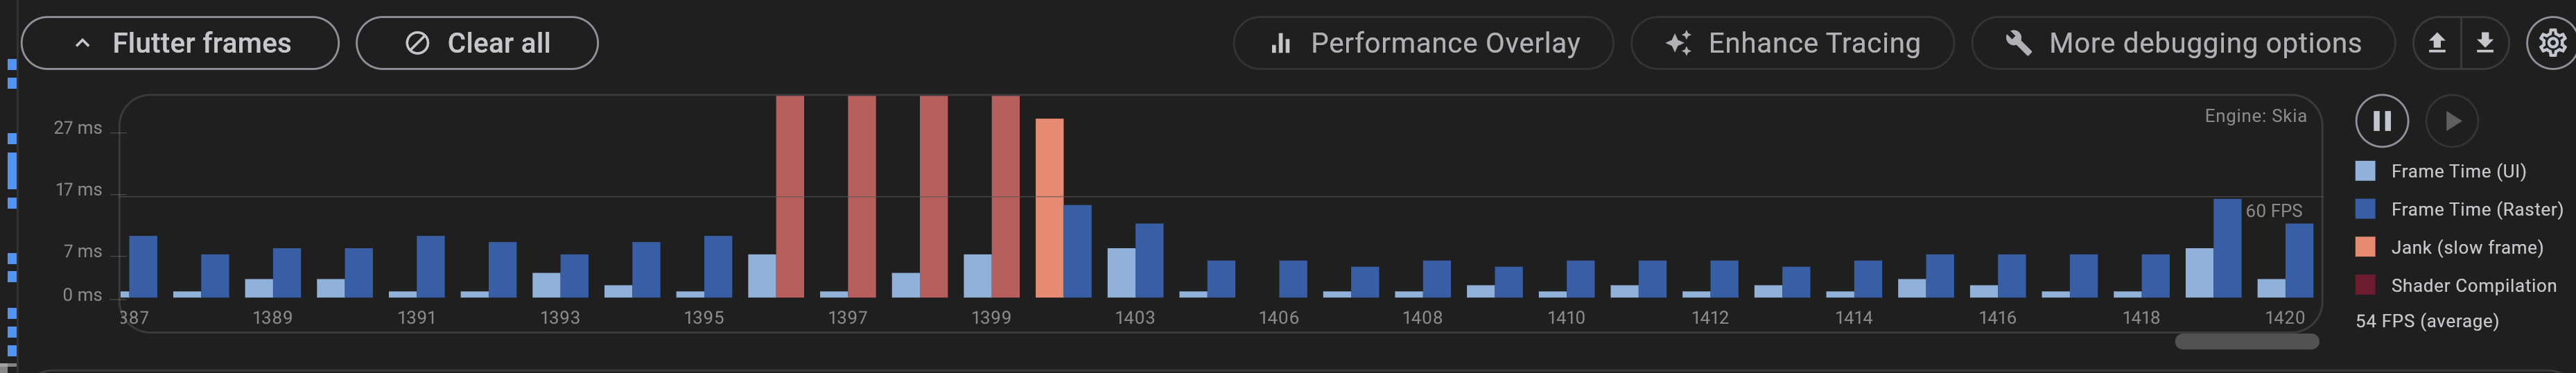 Flutter frames
Clear all
Performance Overlay
Enhance Tracing
More debugging options
27 ms
17 ms
7 ms
0 ms
Engine: Skia
60 FPS
387 1389 1391 1393 1395 1397 1399 1403 1406 1408 1410 1412 1414 1416 1418 1420
Frame Time (UI)
Frame Time (Raster)
Jank (slow frame)
Shader Compilation
54 FPS (average)